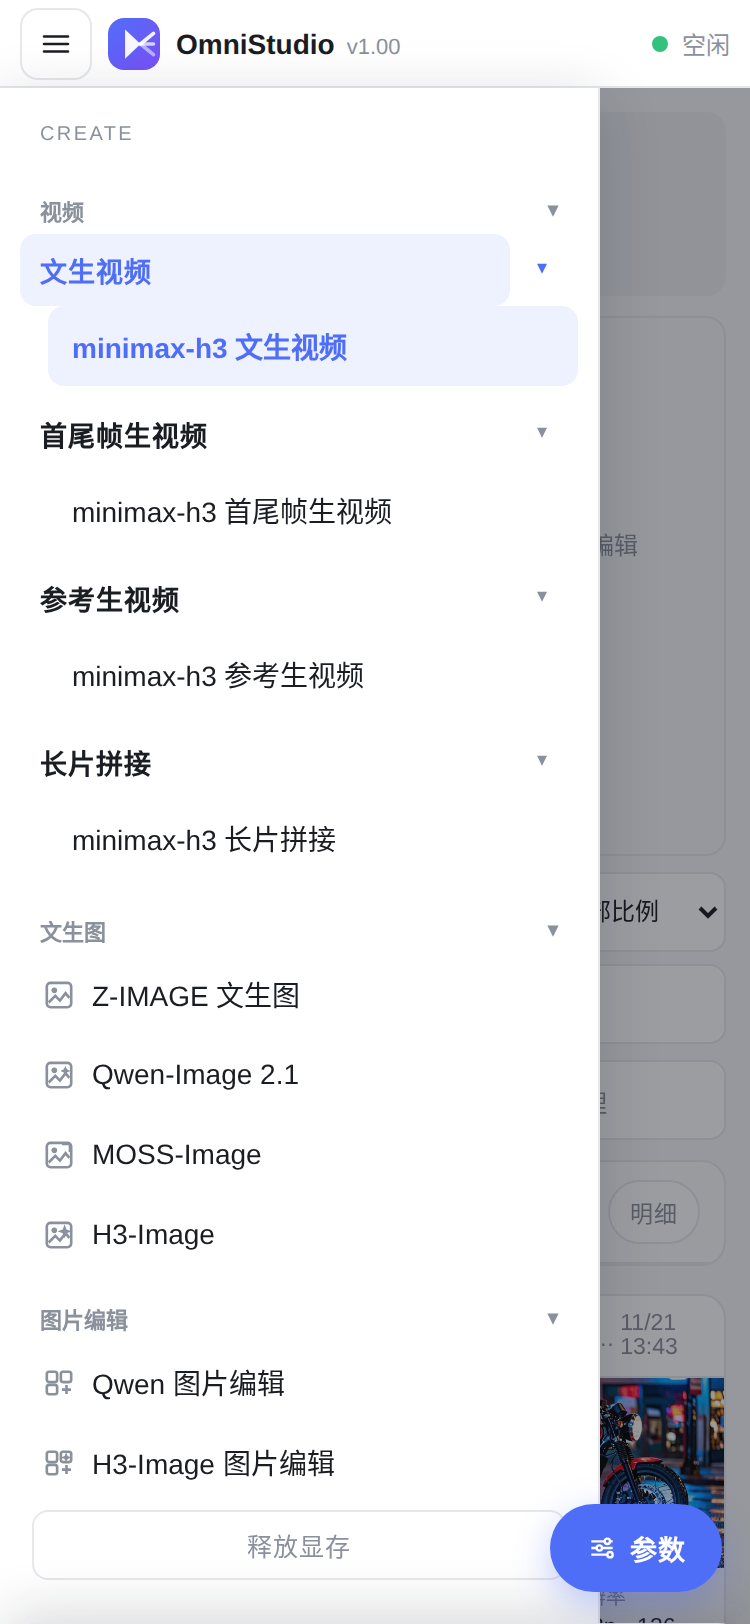 OmniStudio v1.00
空闲
CREATE
视频
文生视频
minimax-h3 文生视频
首尾帧生视频
minimax-h3 首尾帧生视频
参考生视频
minimax-h3 参考生视频
长片拼接
minimax-h3 长片拼接
文生图
Z-IMAGE 文生图
Qwen-Image 2.1
MOSS-Image
H3-Image
图片编辑
Qwen 图片编辑
H3-Image 图片编辑
释放显存
编辑
比例
明细
11/21
13:43
参数